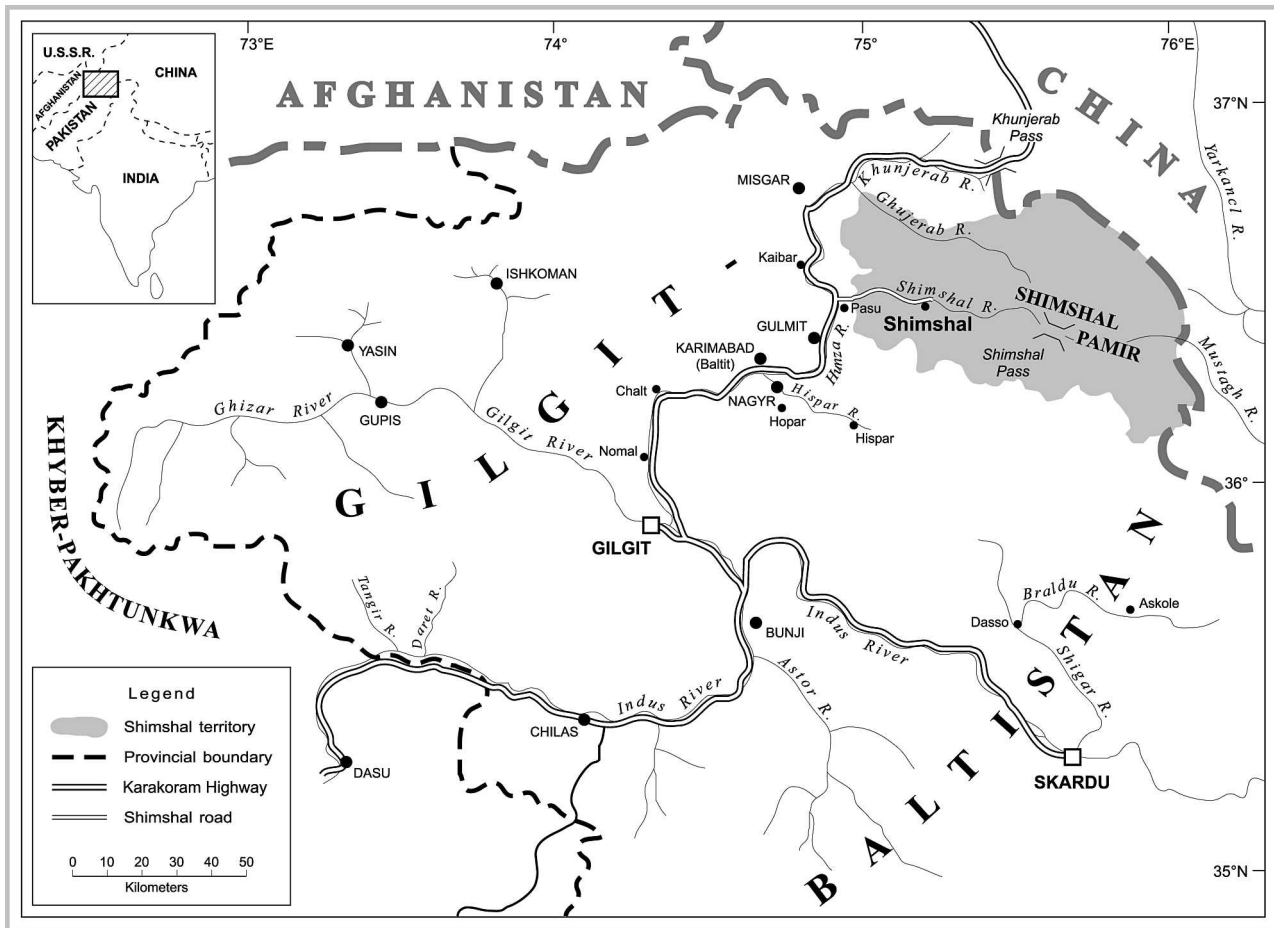 73°E
74°
75°
76°E
U.S.S.R.
CHINA
AFGHANISTAN
PAKISTAN
INDIA
AFGHANISTAN
CHINA
37°N
Khunjerab
Pass
Khunjerab R.
MISGAR
Ghujerab R.
Yarkancl R.
Kaibar
ISHKOMAN
Shimshal R.
SHIMSHAL
PAMIR
Pasu
Shimshal
GULMIT
Hunza R.
Shimshal
Pass
Mustagh R.
YASIN
KARIMABAD
(Baltit)
Chalt
NAGYR
Hispar R.
Hopar
Hispar
Ghizar River
GUPIS
Gilgit River
Nomal
36°N
GILGIT-
BALTISTAN
KHYBER-PAKHTUNKWA
GILGIT
Tangir R.
Daret R.
BUNJI
Indus River
Braldu R.
Askole
Dasso
Shigar R.
Astor R.
Indus River
CHILAS
DASU
SKARDU
35°N
Legend
Shimshal territory
Provincial boundary
Karakoram Highway
Shimshal road
0 10 20 30 40 50
Kilometers